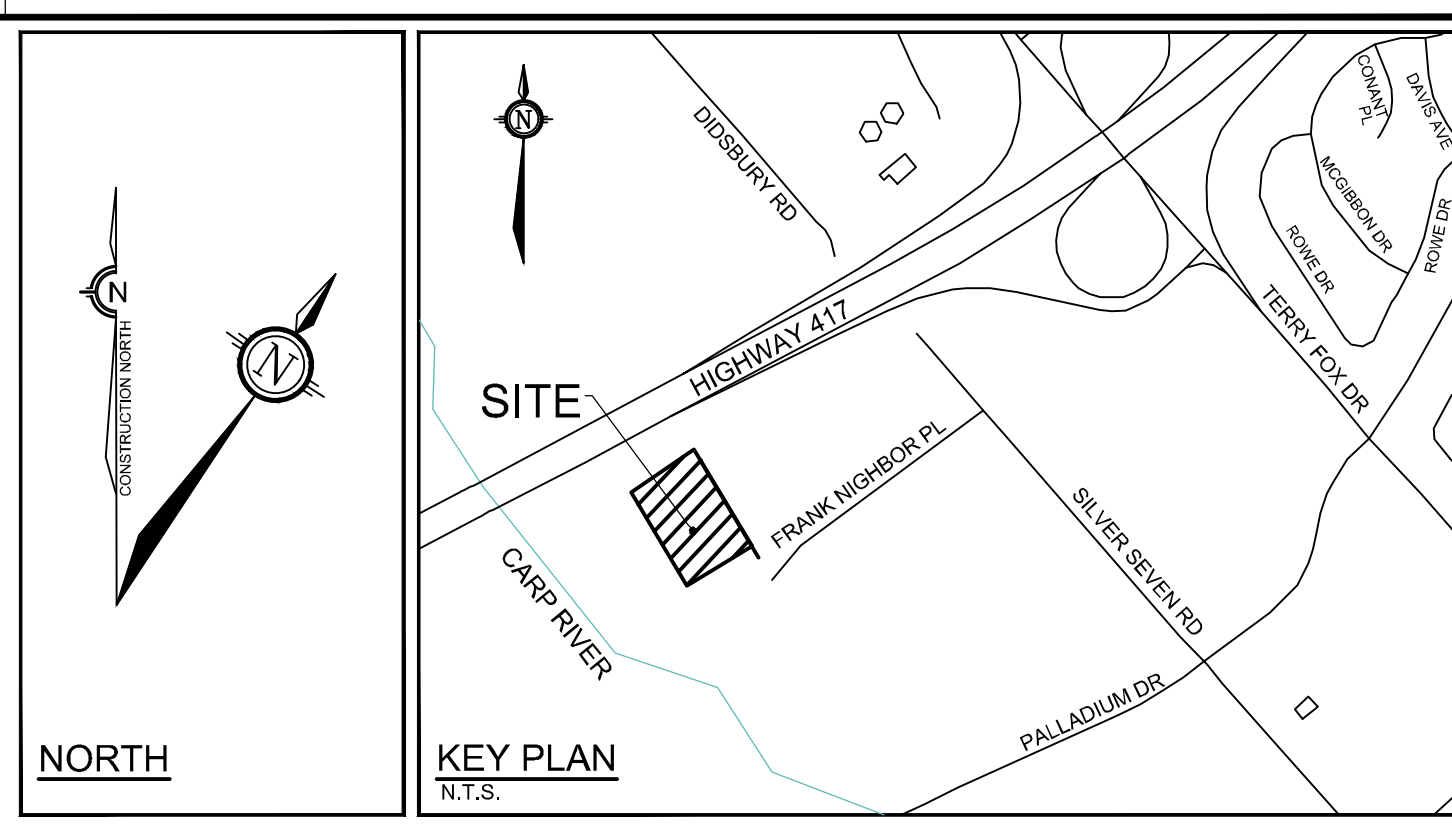 N
CONSTRUCTION NORTH
N
NORTH
N
DIDSBURY RD
CONANT
PL
DAVIS AVE
MCGIBBON DR
ROWE DR
ROWE DR
HIGHWAY 417
TERRY FOX DR
SITE
FRANK NIGHBOR PL
SILVER SEVEN RD
CARP RIVER
PALLADIUM DR
KEY PLAN
N.T.S.